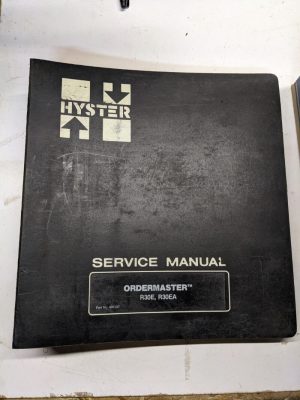 HYSTER
SERVICE MANUAL
ORDERMASTER™
R30E, R30EA